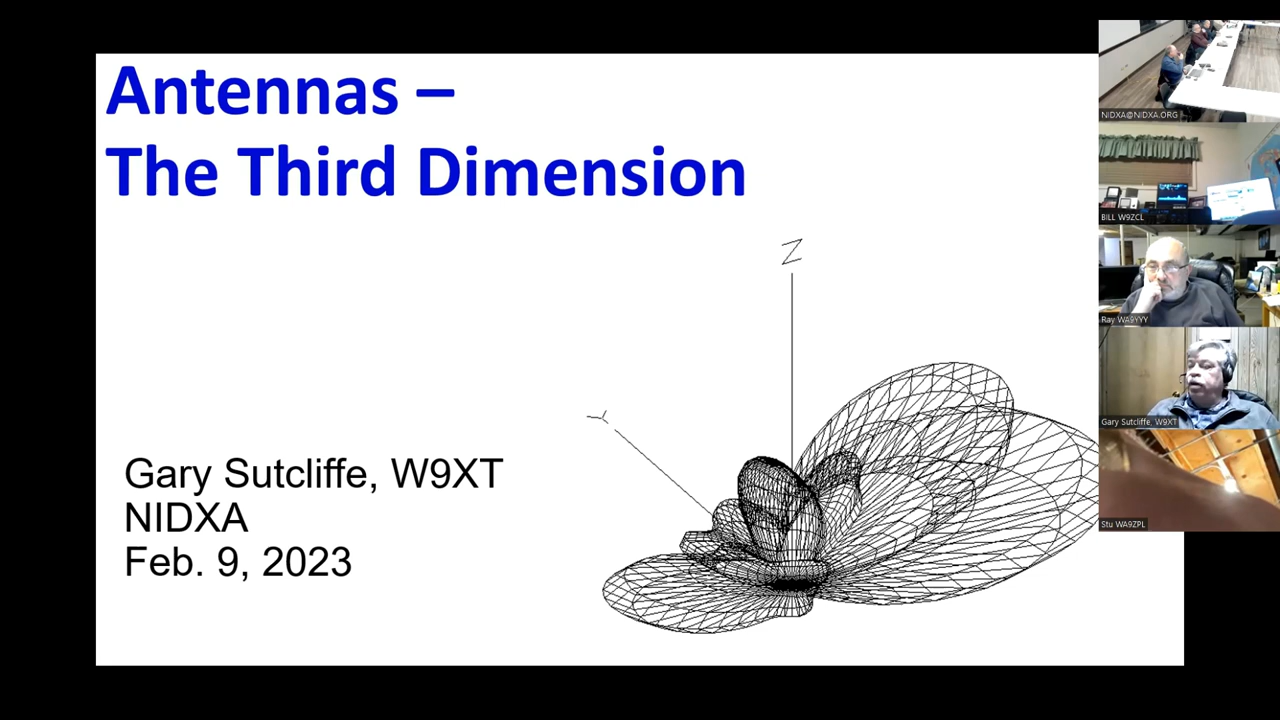 Antennas –
The Third Dimension
Z
Y
Gary Sutcliffe, W9XT
NIDXA
Feb. 9, 2023
NIDXA@NIDXA.ORG
BILL W9ZCL
Ray WA9YYY
Gary Sutcliffe, W9XT
Stu WA9ZPL